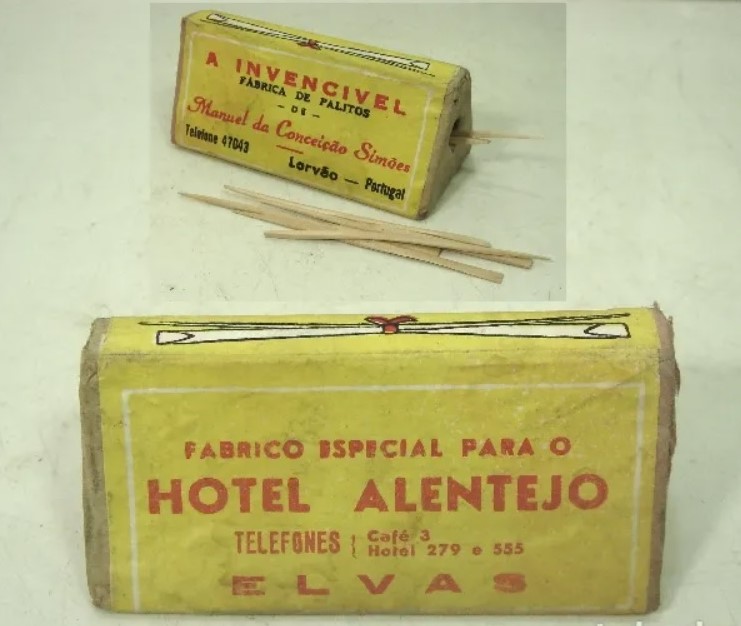 A INVENCIVEL
FÁBRICA DE PALITOS
- DE -
Manuel da Conceição Simões
Telefone 47043
Lorvão — Portugal
FABRICO ESPECIAL PARA O
HOTEL ALENTEJO
TELEFONES { Café 3
Hotel 279 e 555
ELVAS